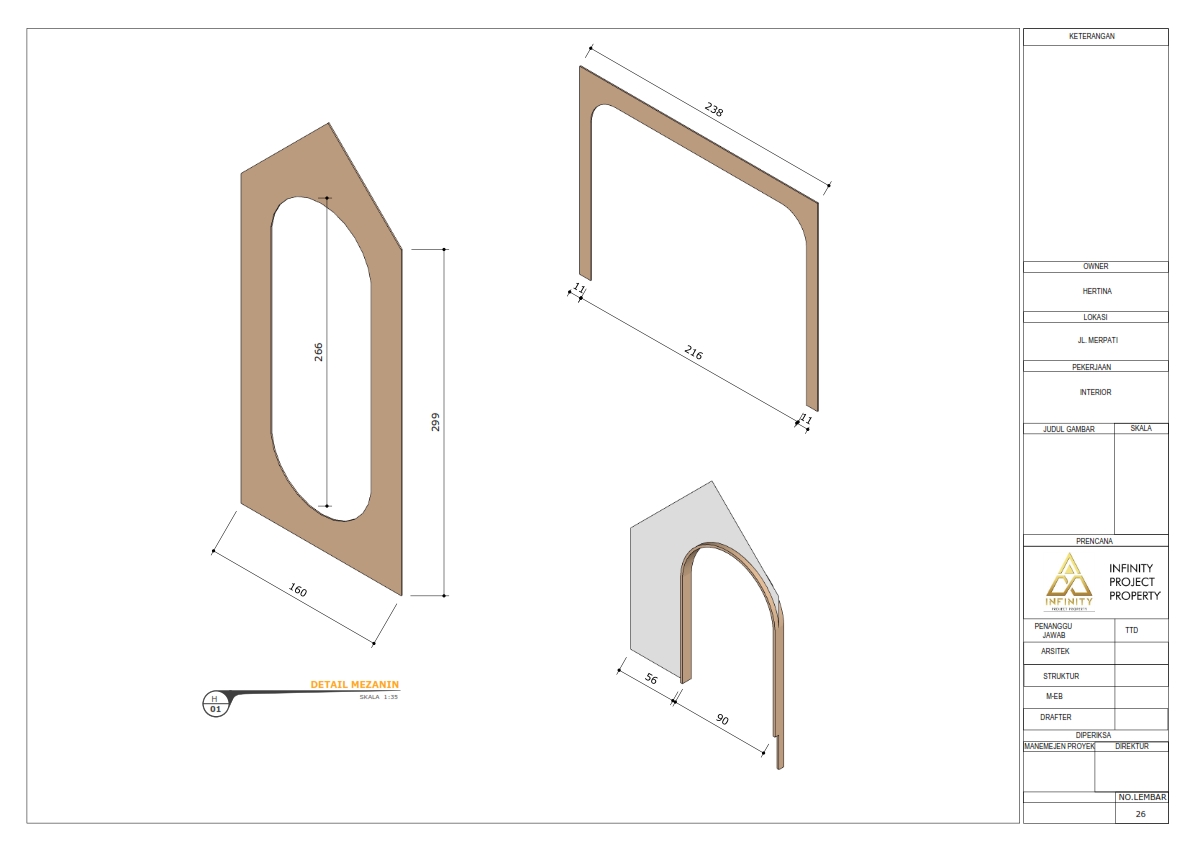 238
11
216
11
266
299
160
56
90
DETAIL MEZANIN
SKALA 1:35
H
01
KETERANGAN
OWNER
HERTINA
LOKASI
JL. MERPATI
PEKERJAAN
INTERIOR
JUDUL GAMBAR SKALA
PRENCANA
INFINITY
PROJECT PROPERTY
INFINITY
PROJECT
PROPERTY
PENANGGU
JAWAB
TTD
ARSITEK
STRUKTUR
M-EB
DRAFTER
DIPERIKSA
MANEMEJEN PROYEK DIREKTUR
NO.LEMBAR
26